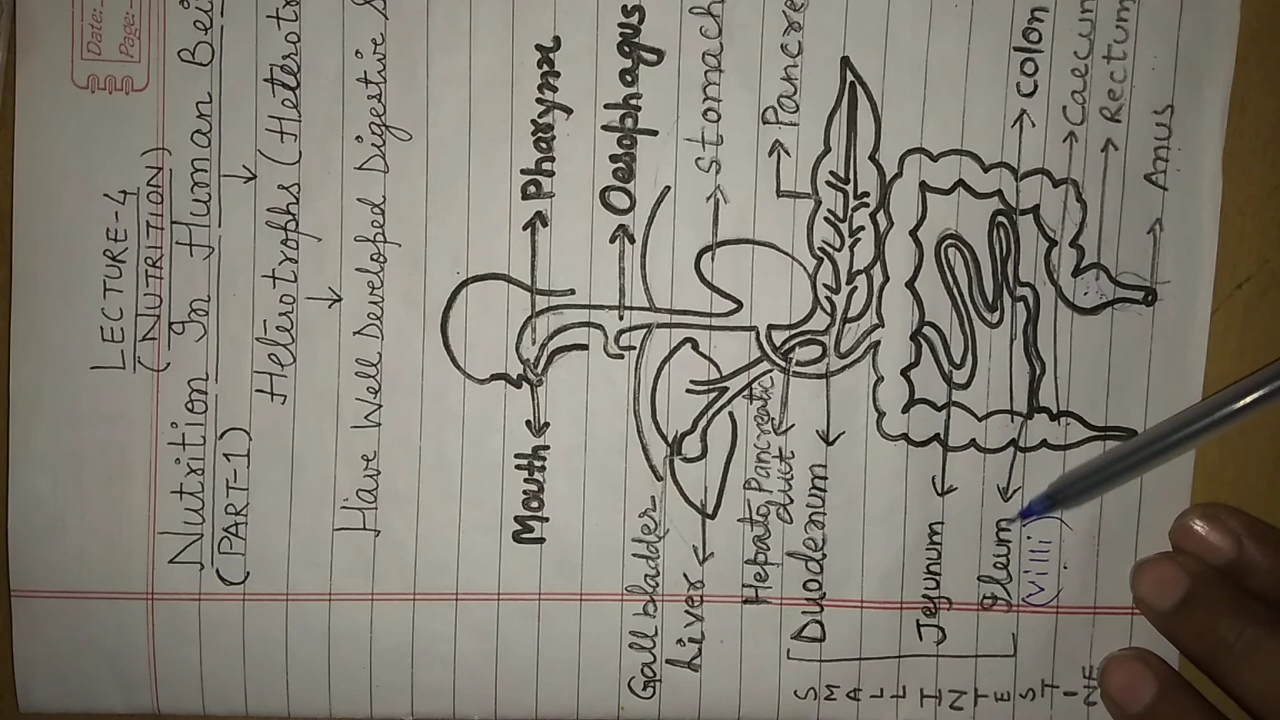 Date:
Page:
LECTURE-4
(NUTRITION)
Nutrition In Human Bei
(PART-1)
Heterotrophs (Heterotr
Have Well Developed Digestive S
Pharynx
Mouth
Oesophagus
Stomach
Gall bladder
Liver
Pancre
Hepato Pancreatic
duct
Duodenum
Jejunum
Ileum
(villi)
SMALL INTESTINE
Colon
Caecum
Rectum
Anus